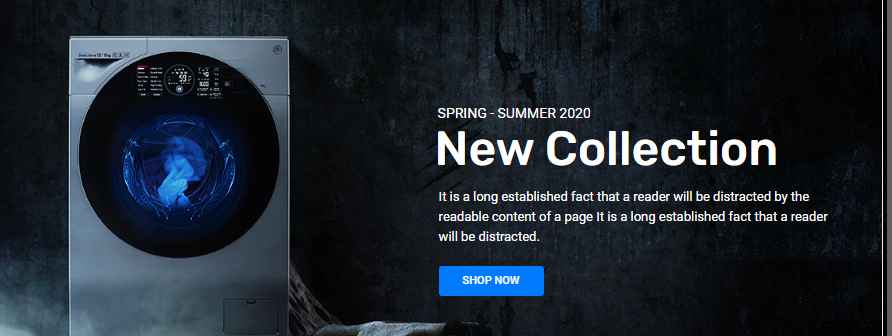 SPRING - SUMMER 2020
New Collection
It is a long established fact that a reader will be distracted by the
readable content of a page It is a long established fact that a reader
will be distracted.
SHOP NOW